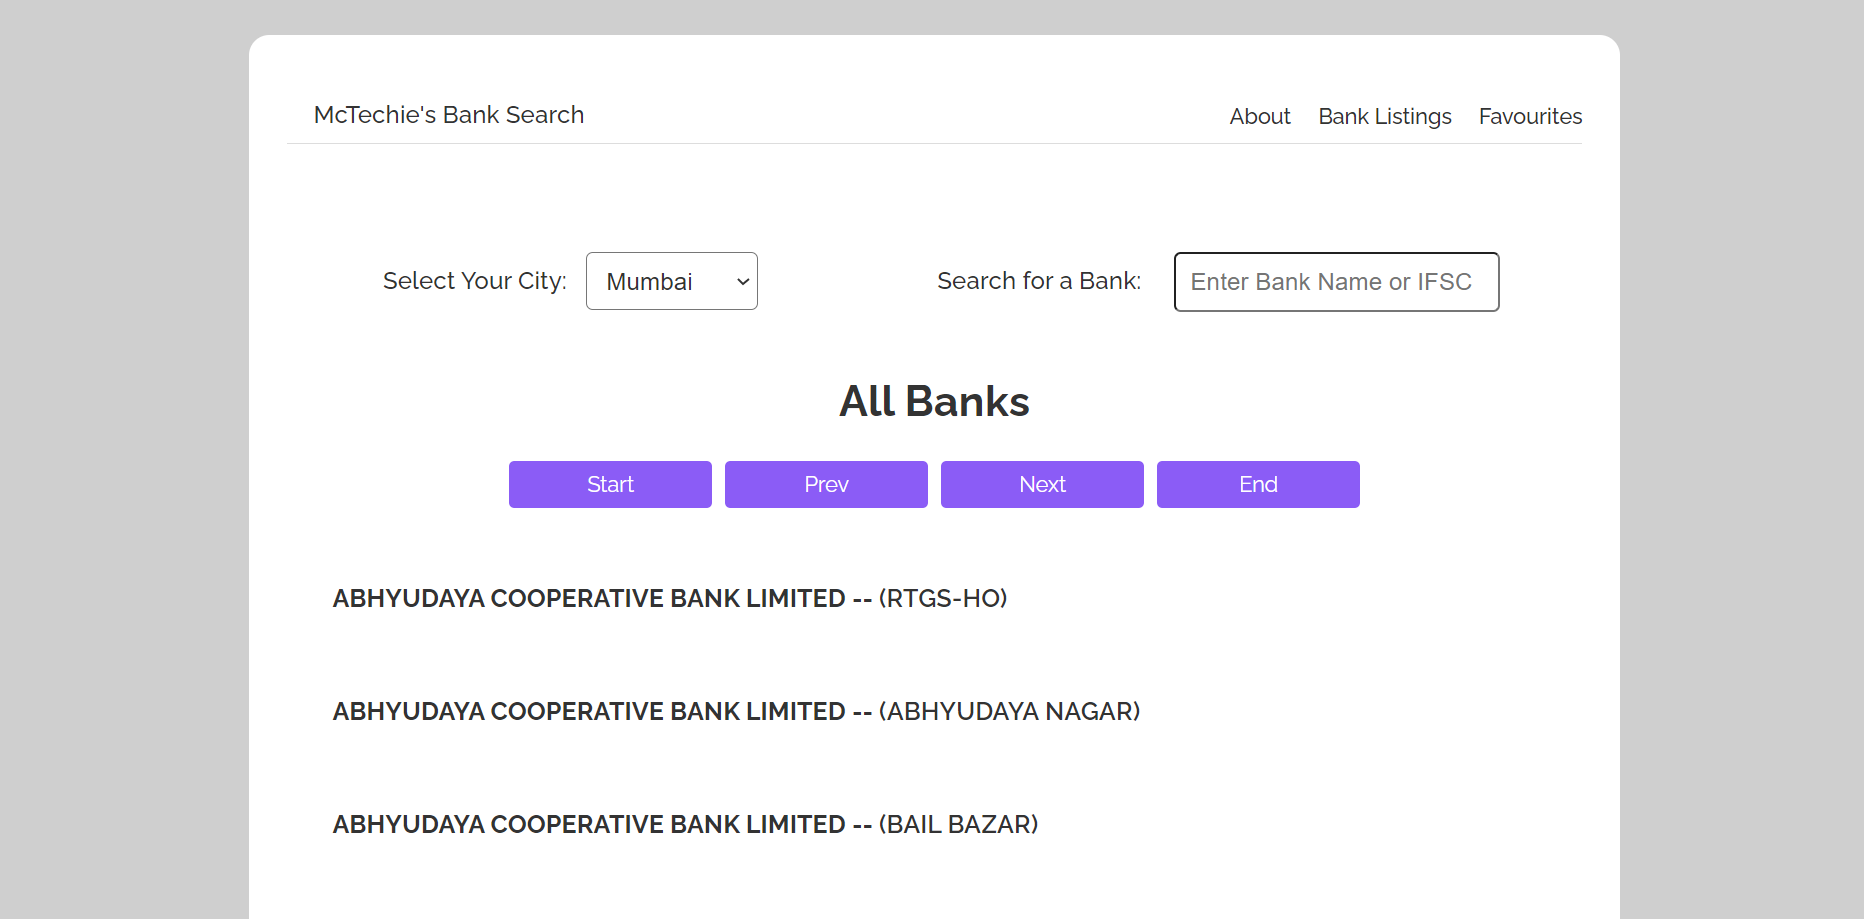 McTechie's Bank Search
About Bank Listings Favourites
Select Your City: Mumbai Search for a Bank: Enter Bank Name or IFSC
All Banks
Start Prev Next End
ABHYUDAYA COOPERATIVE BANK LIMITED -- (RTGS-HO)
ABHYUDAYA COOPERATIVE BANK LIMITED -- (ABHYUDAYA NAGAR)
ABHYUDAYA COOPERATIVE BANK LIMITED -- (BAIL BAZAR)